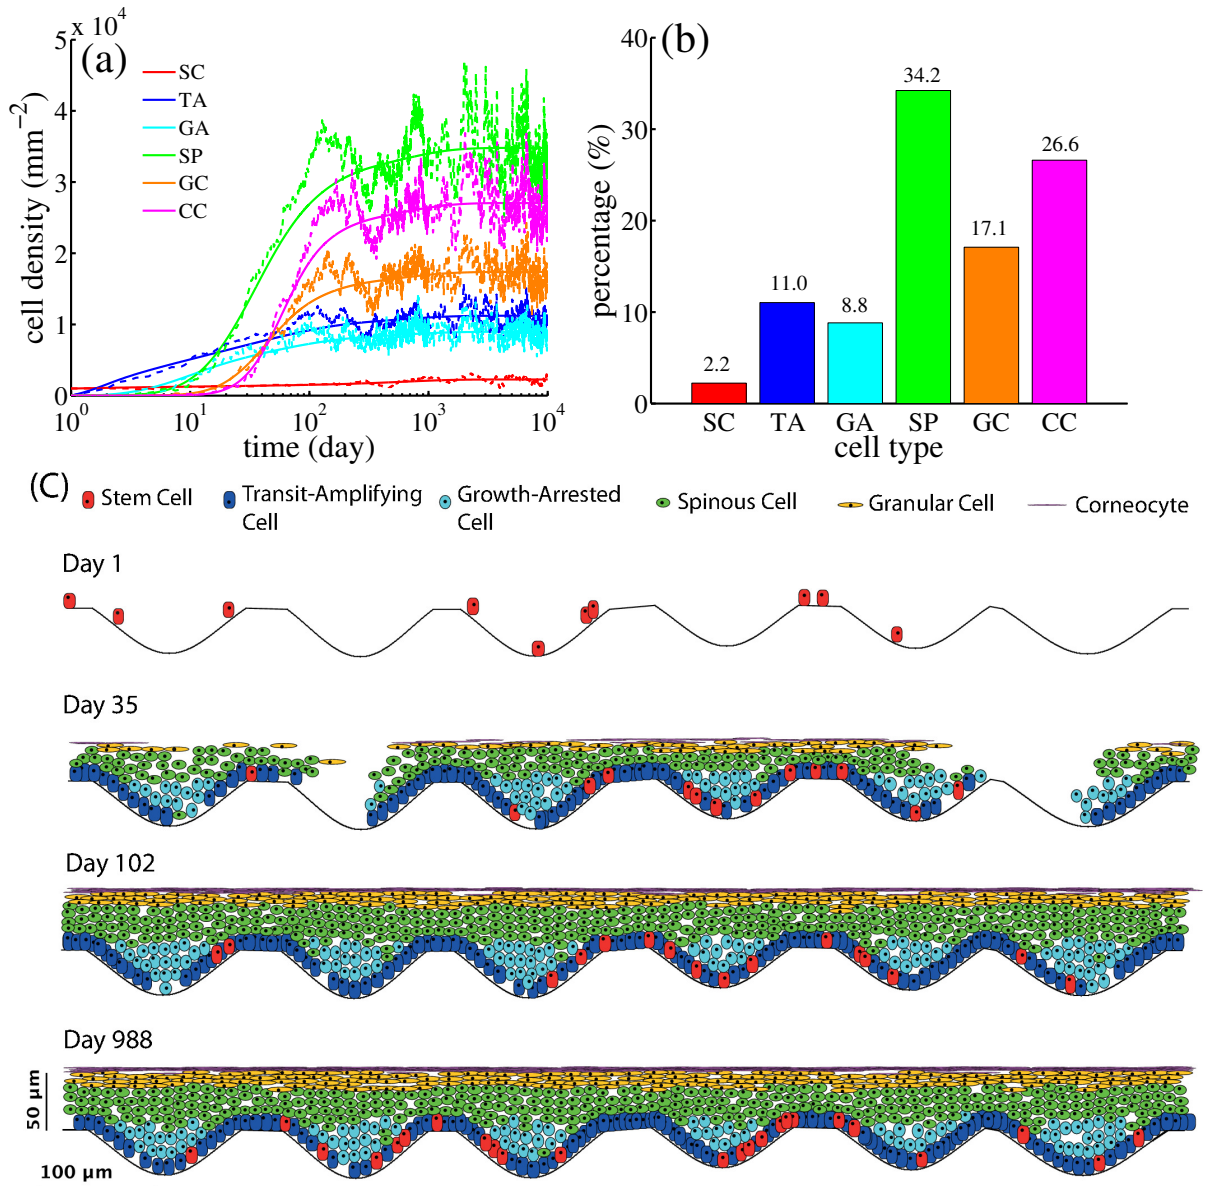 x 10^4
(a)
5
4
3
2
1
0
cell density (mm^−2)
SC
TA
GA
SP
GC
CC
10^0 10^1 10^2 10^3 10^4
time (day)
(b)
40
30
20
10
0
percentage (%)
2.2
11.0
8.8
34.2
17.1
26.6
SC TA GA SP GC CC
cell type
(C)
Stem Cell
Transit-Amplifying
Cell
Growth-Arrested
Cell
Spinous Cell
Granular Cell
Corneocyte
Day 1
Day 35
Day 102
Day 988
50 μm
100 μm